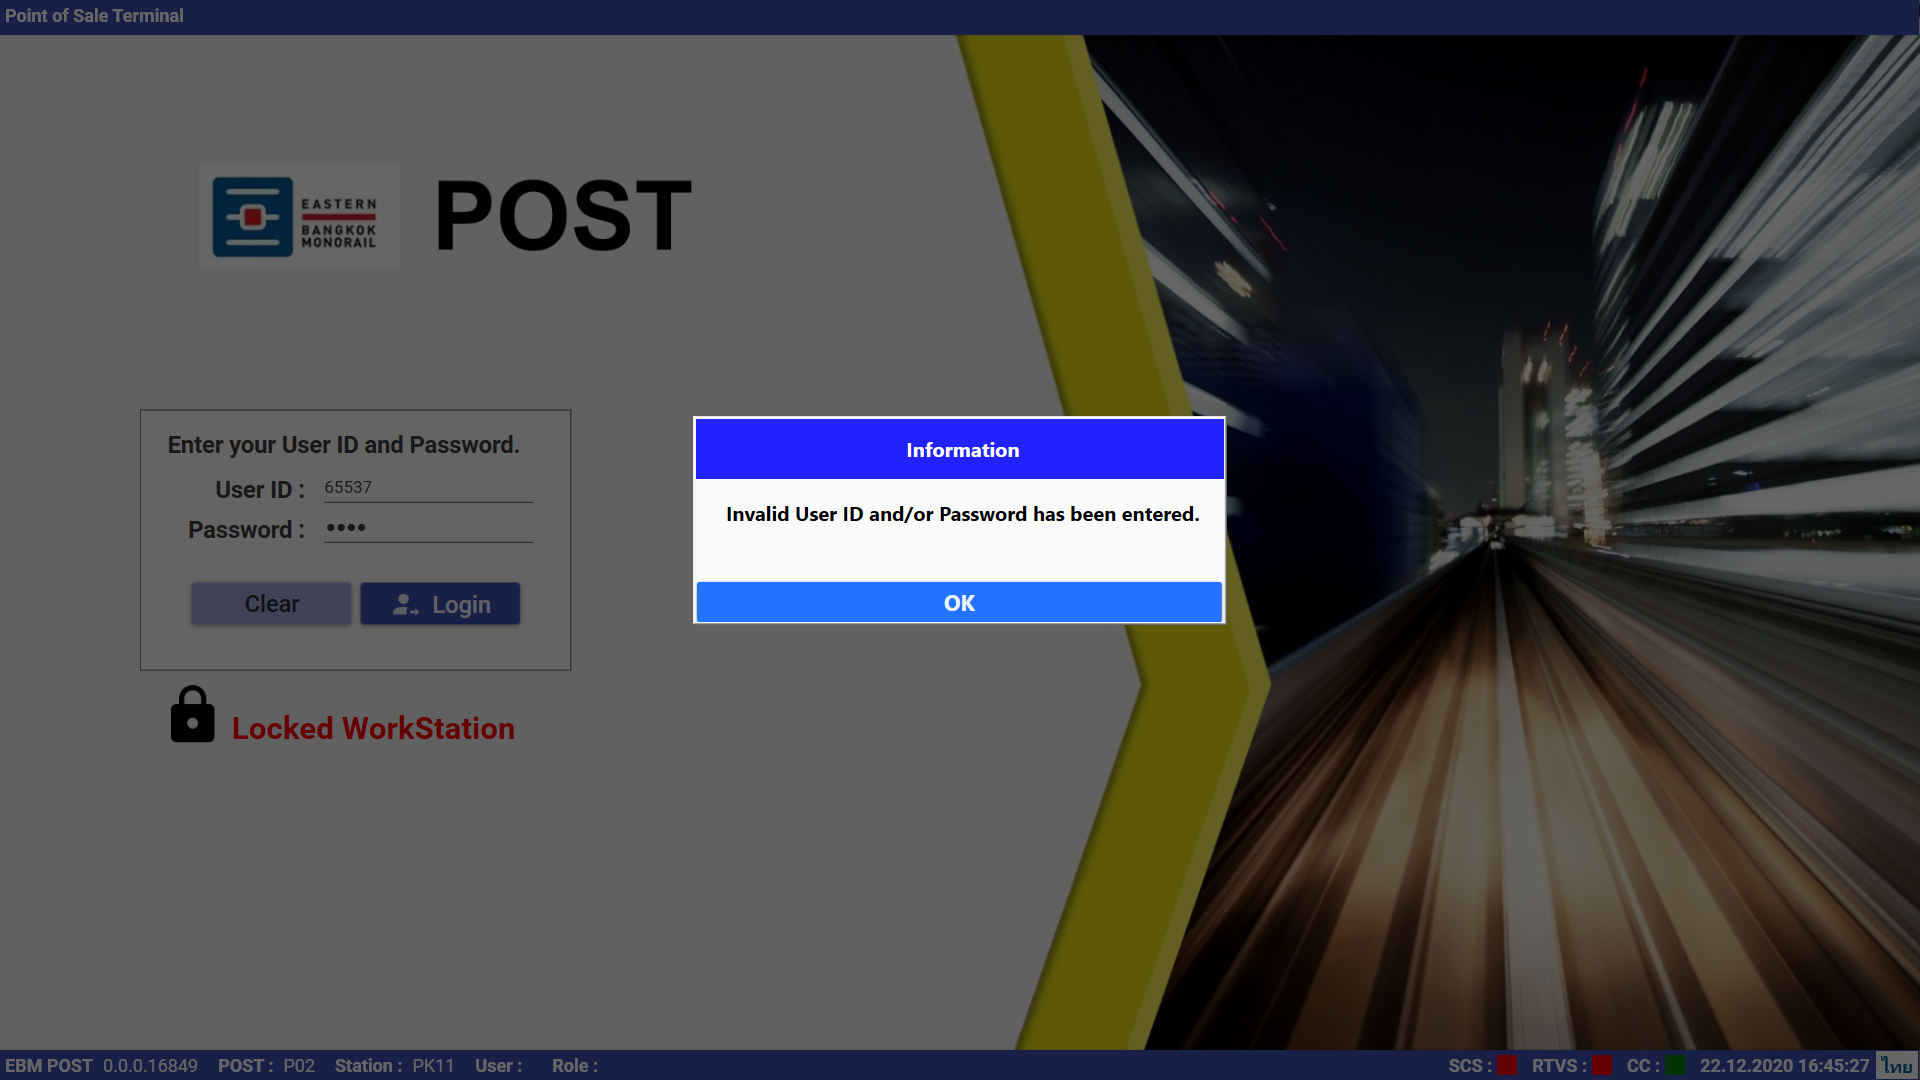 Point of Sale Terminal
EASTERN
BANGKOK
MONORAIL
POST
Enter your User ID and Password.
User ID : 65537
Password : ••••
Clear
Login
Locked WorkStation
Information
Invalid User ID and/or Password has been entered.
OK
EBM POST 0.0.0.16849 POST : P02 Station : PK11 User : Role : SCS : RTVS : CC : 22.12.2020 16:45:27 ไทย